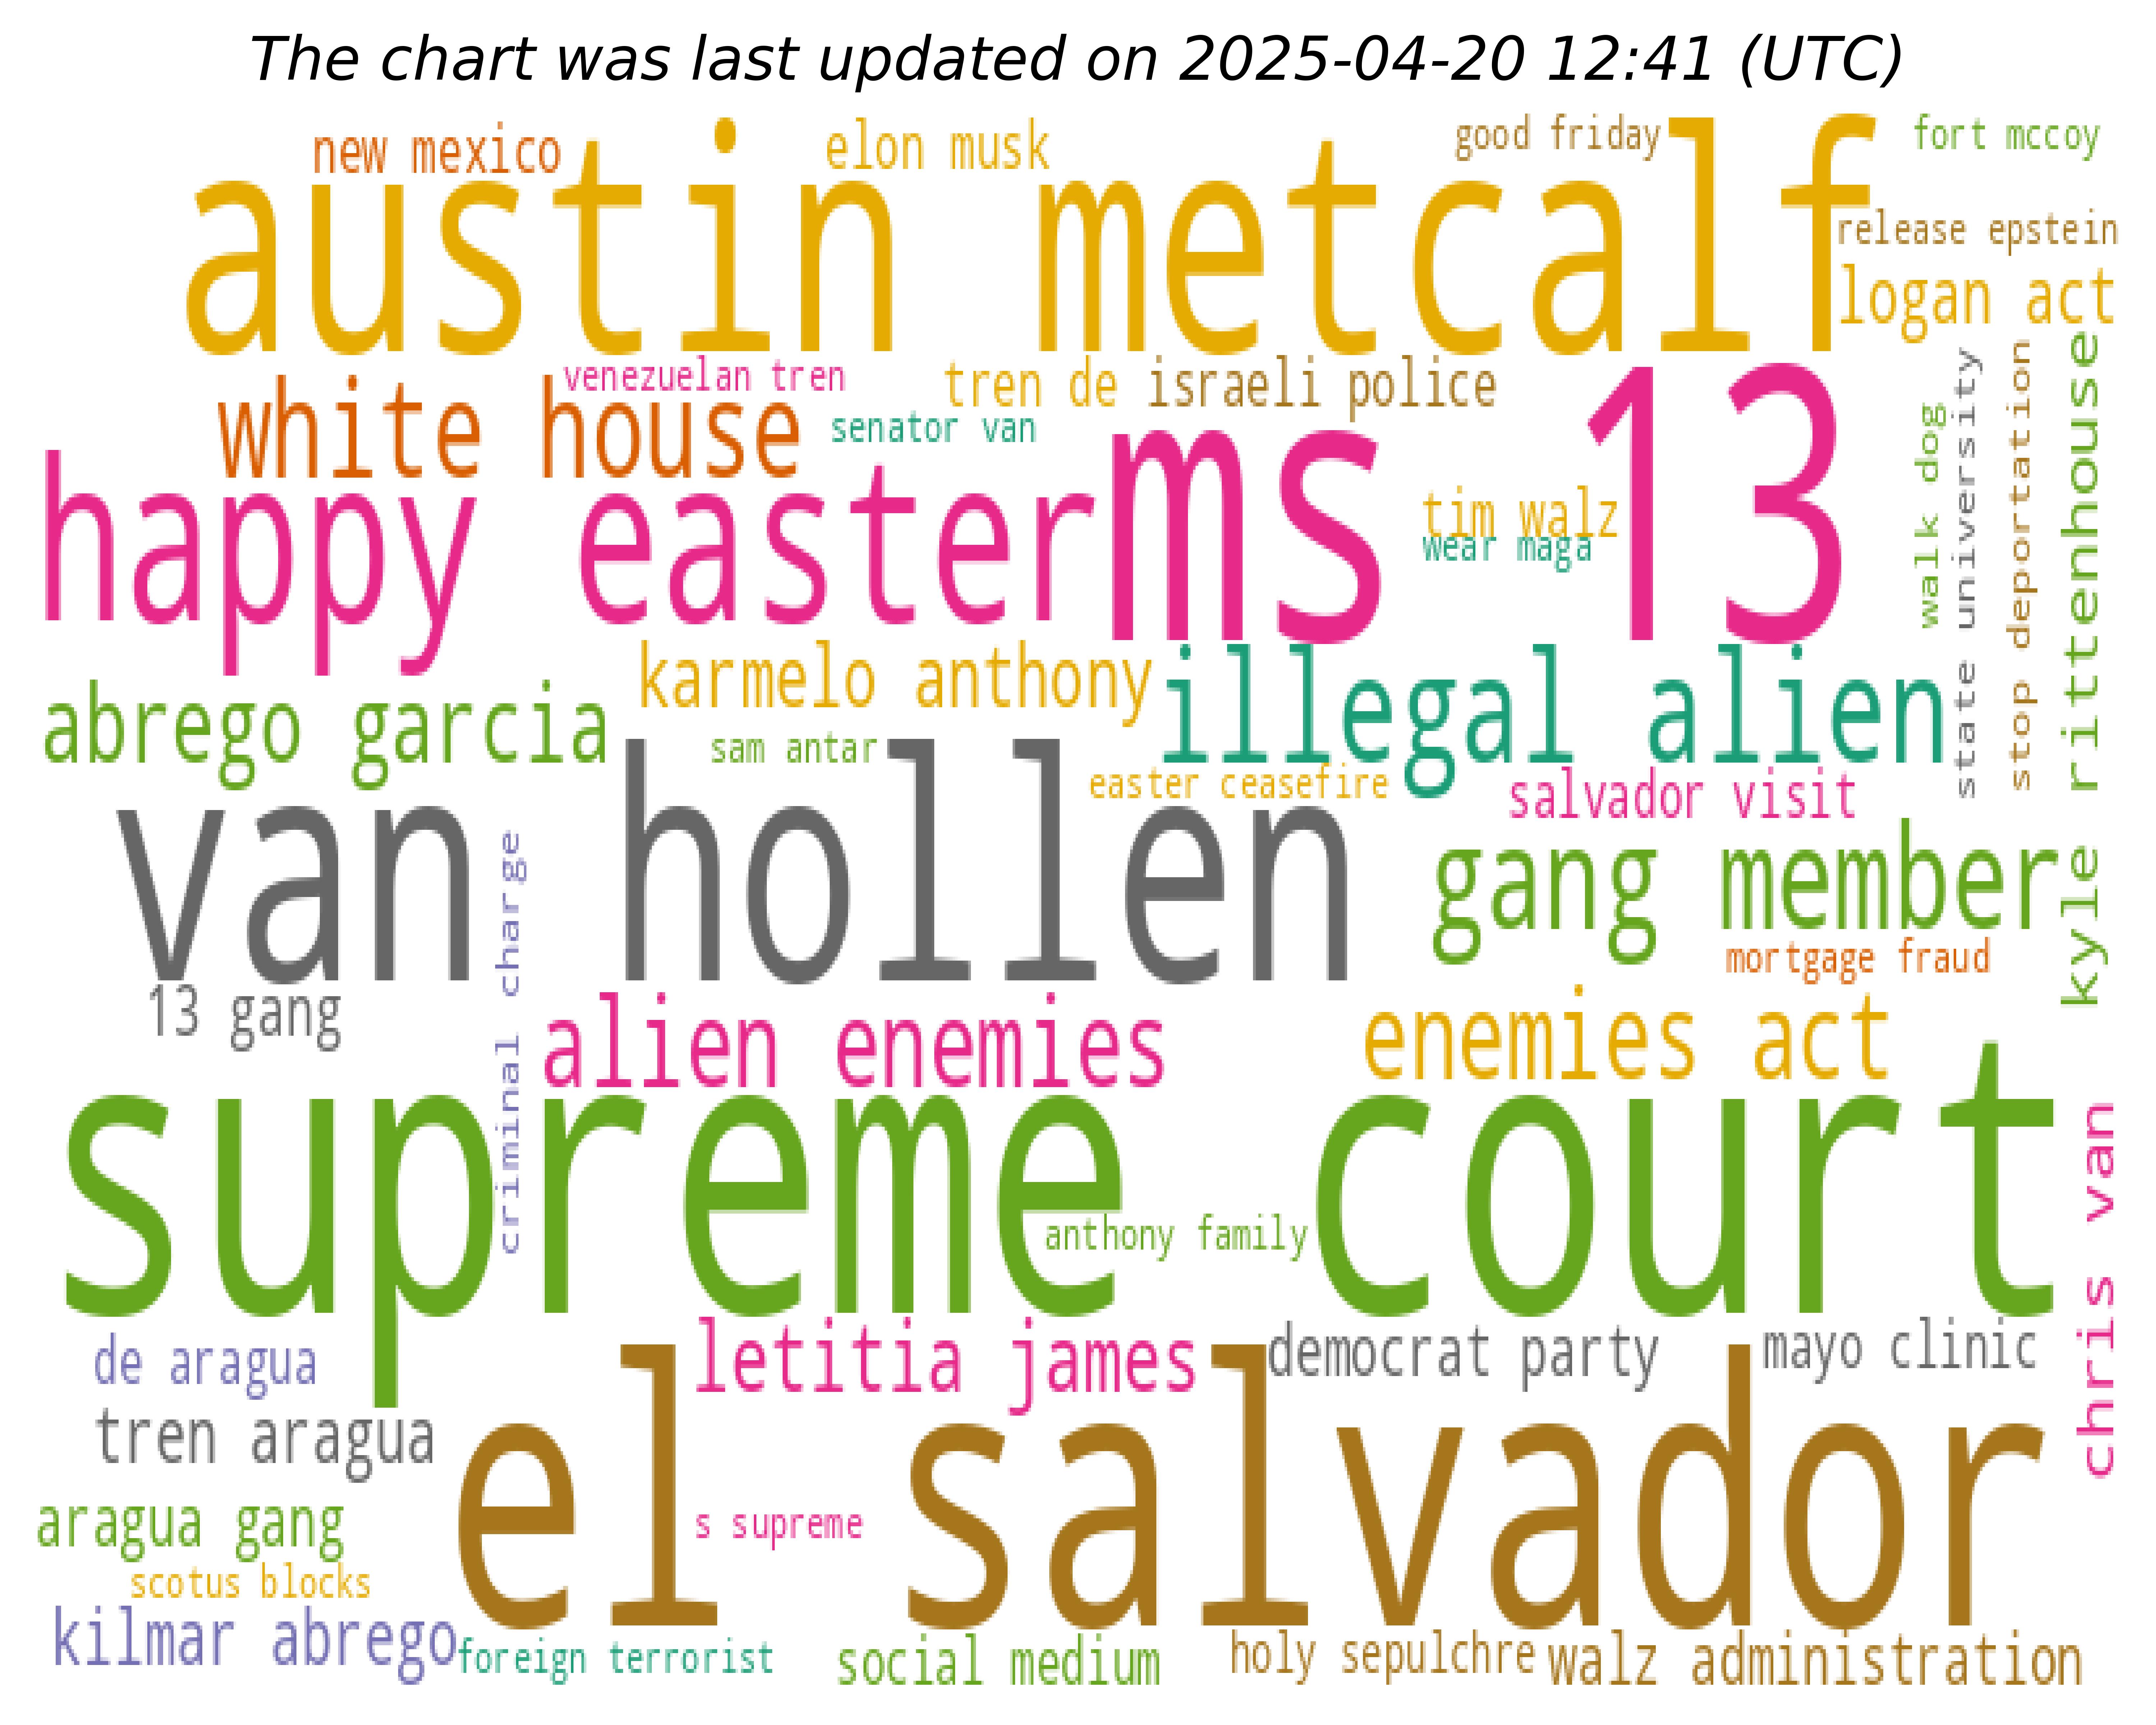 The chart was last updated on 2025-04-20 12:41 (UTC)
new mexico
elon musk
good friday
fort mccoy
austin metcalf
release epstein
logan act
venezuelan tren
tren de
israeli police
white house
senator van
happy easter
ms 13
tim walz
wear maga
walk dog
state university
stop deportation
kyle rittenhouse
karmelo anthony
illegal alien
abrego garcia
sam antar
easter ceasefire
salvador visit
van hollen
criminal charge
gang member
mortgage fraud
13 gang
alien enemies
enemies act
supreme court
anthony family
chris van
de aragua
letitia james
democrat party
mayo clinic
tren aragua
el salvador
aragua gang
s supreme
scotus blocks
kilmar abrego
foreign terrorist
social medium
holy sepulchre
walz administration